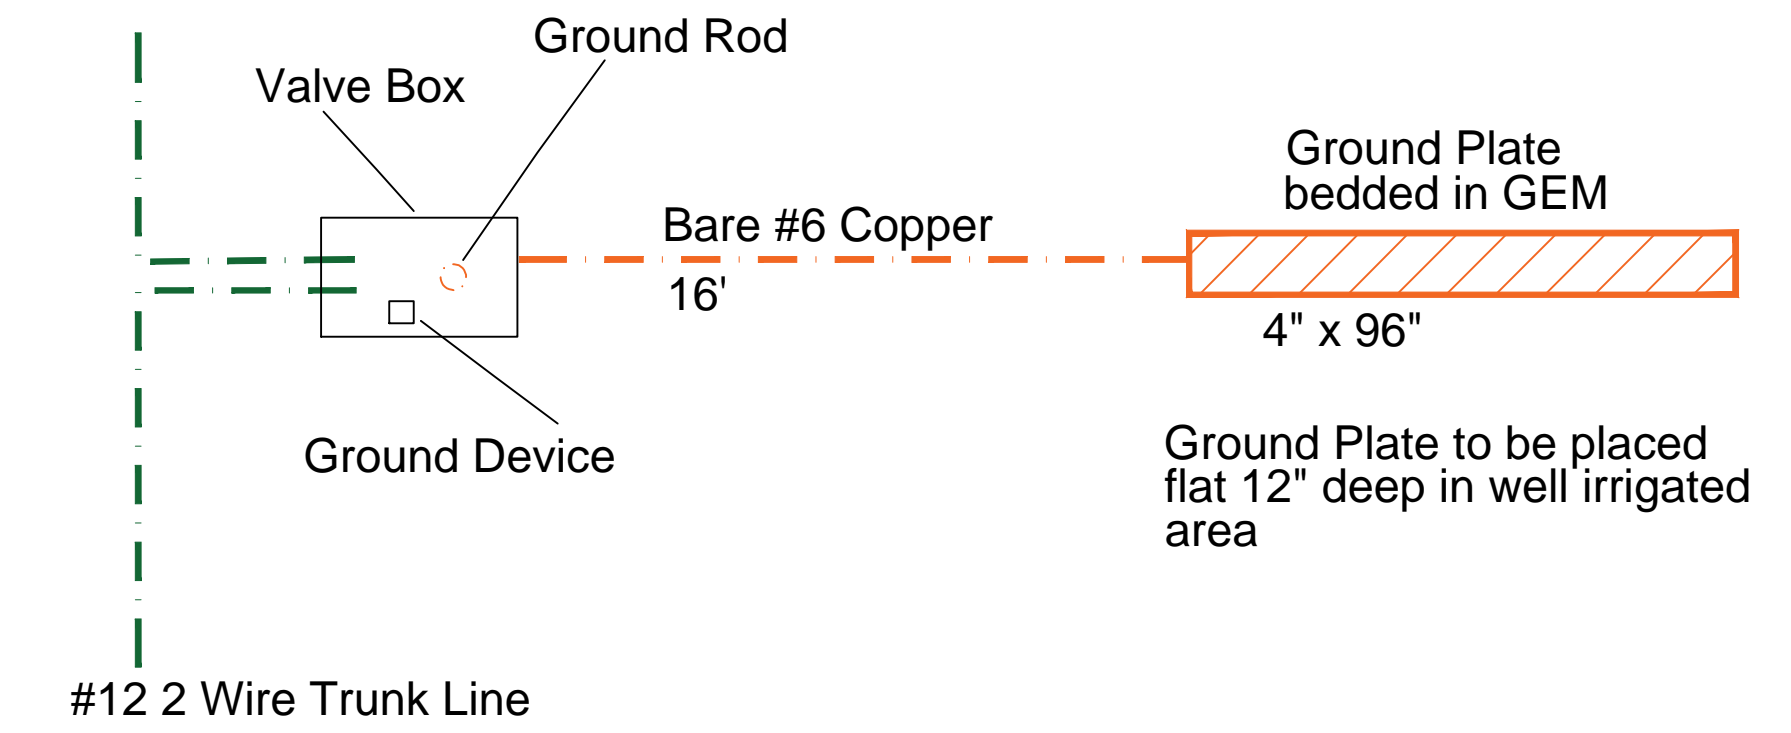 Ground Rod
Valve Box
Ground Plate
bedded in GEM
Bare #6 Copper
16'
4" x 96"
Ground Device
Ground Plate to be placed
flat 12" deep in well irrigated
area
#12 2 Wire Trunk Line